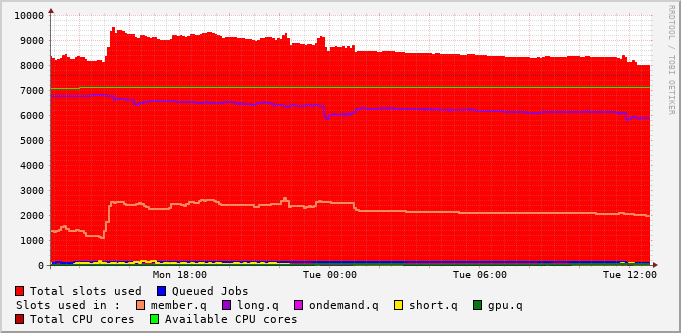 10000
9000
8000
7000
6000
5000
4000
3000
2000
1000
0
Mon 18:00 Tue 00:00 Tue 06:00 Tue 12:00
RRDTOOL / TOBI OETIKER
Total slots used Queued Jobs
Slots used in : member.q long.q ondemand.q short.q gpu.q
Total CPU cores Available CPU cores